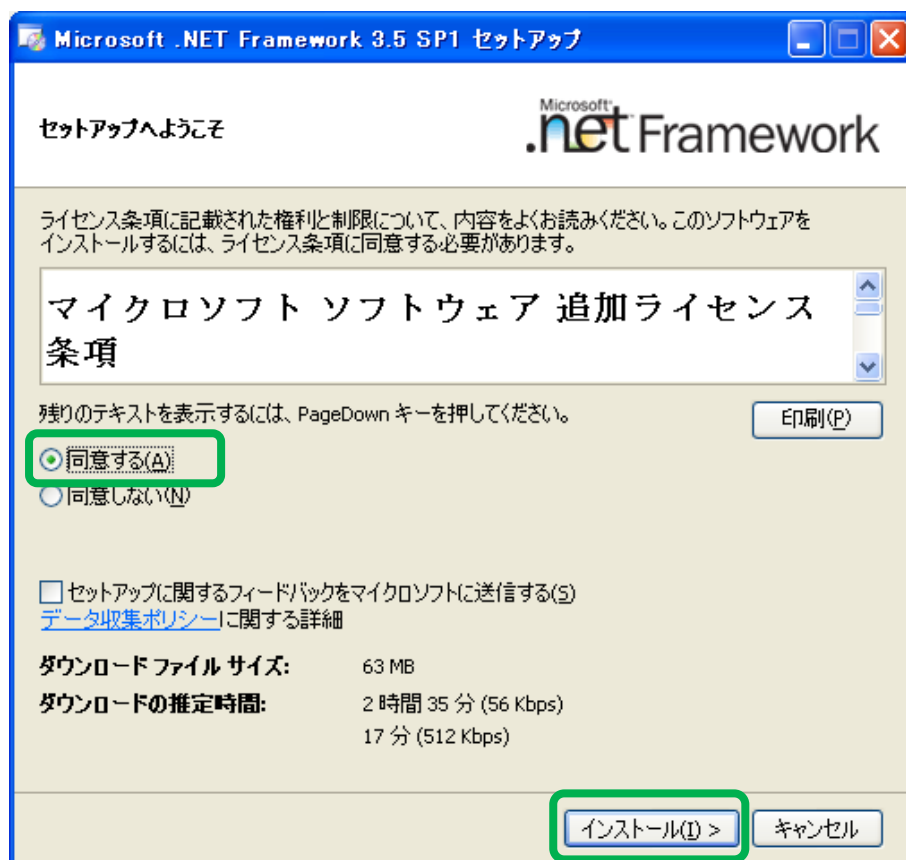 Microsoft .NET Framework 3.5 SP1 セットアップ
セットアップへようこそ
Microsoft
.net Framework
ライセンス条項に記載された権利と制限について、内容をよくお読みください。このソフトウェアを
インストールするには、ライセンス条項に同意する必要があります。
マイクロソフト ソフトウェア 追加ライセンス
条項
残りのテキストを表示するには、PageDown キーを押してください。
印刷(P)
同意する(A)
同意しない(N)
セットアップに関するフィードバックをマイクロソフトに送信する(S)
データ収集ポリシーに関する詳細
ダウンロード ファイル サイズ: 63 MB
ダウンロードの推定時間: 2 時間 35 分 (56 Kbps)
17 分 (512 Kbps)
インストール(I) > キャンセル